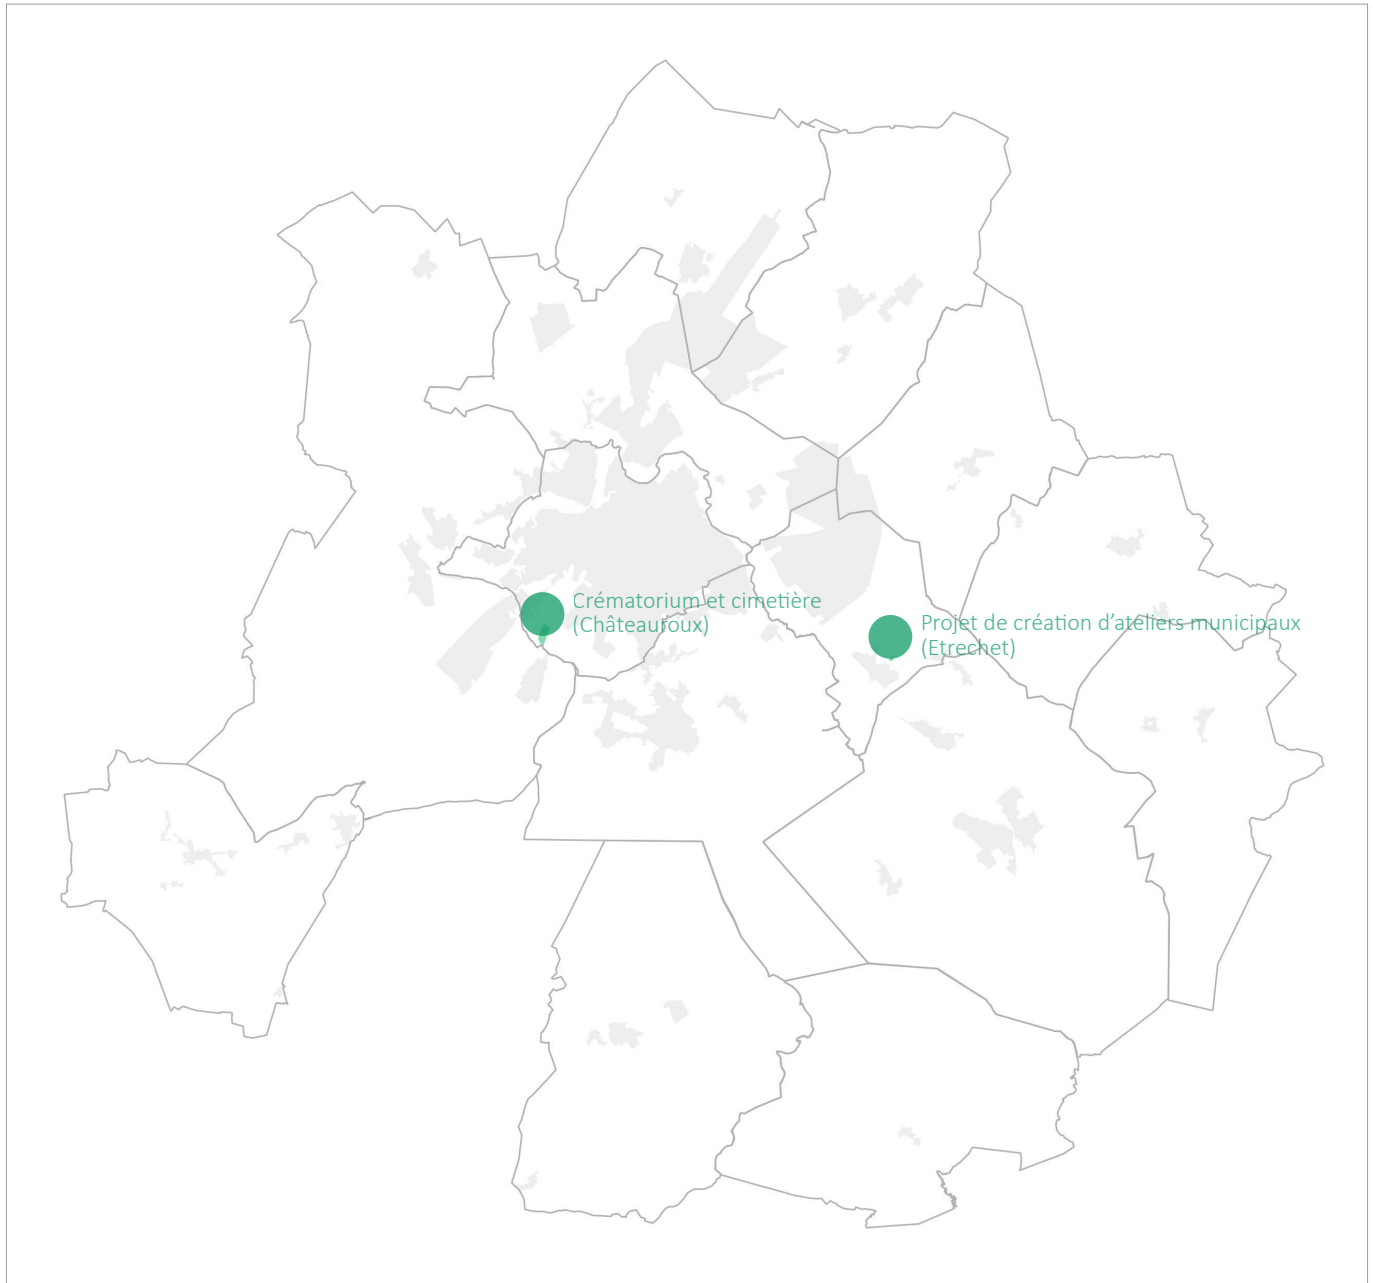 Crématorium et cimetière
(Châteauroux)
Projet de création d’ateliers municipaux
(Etrechet)